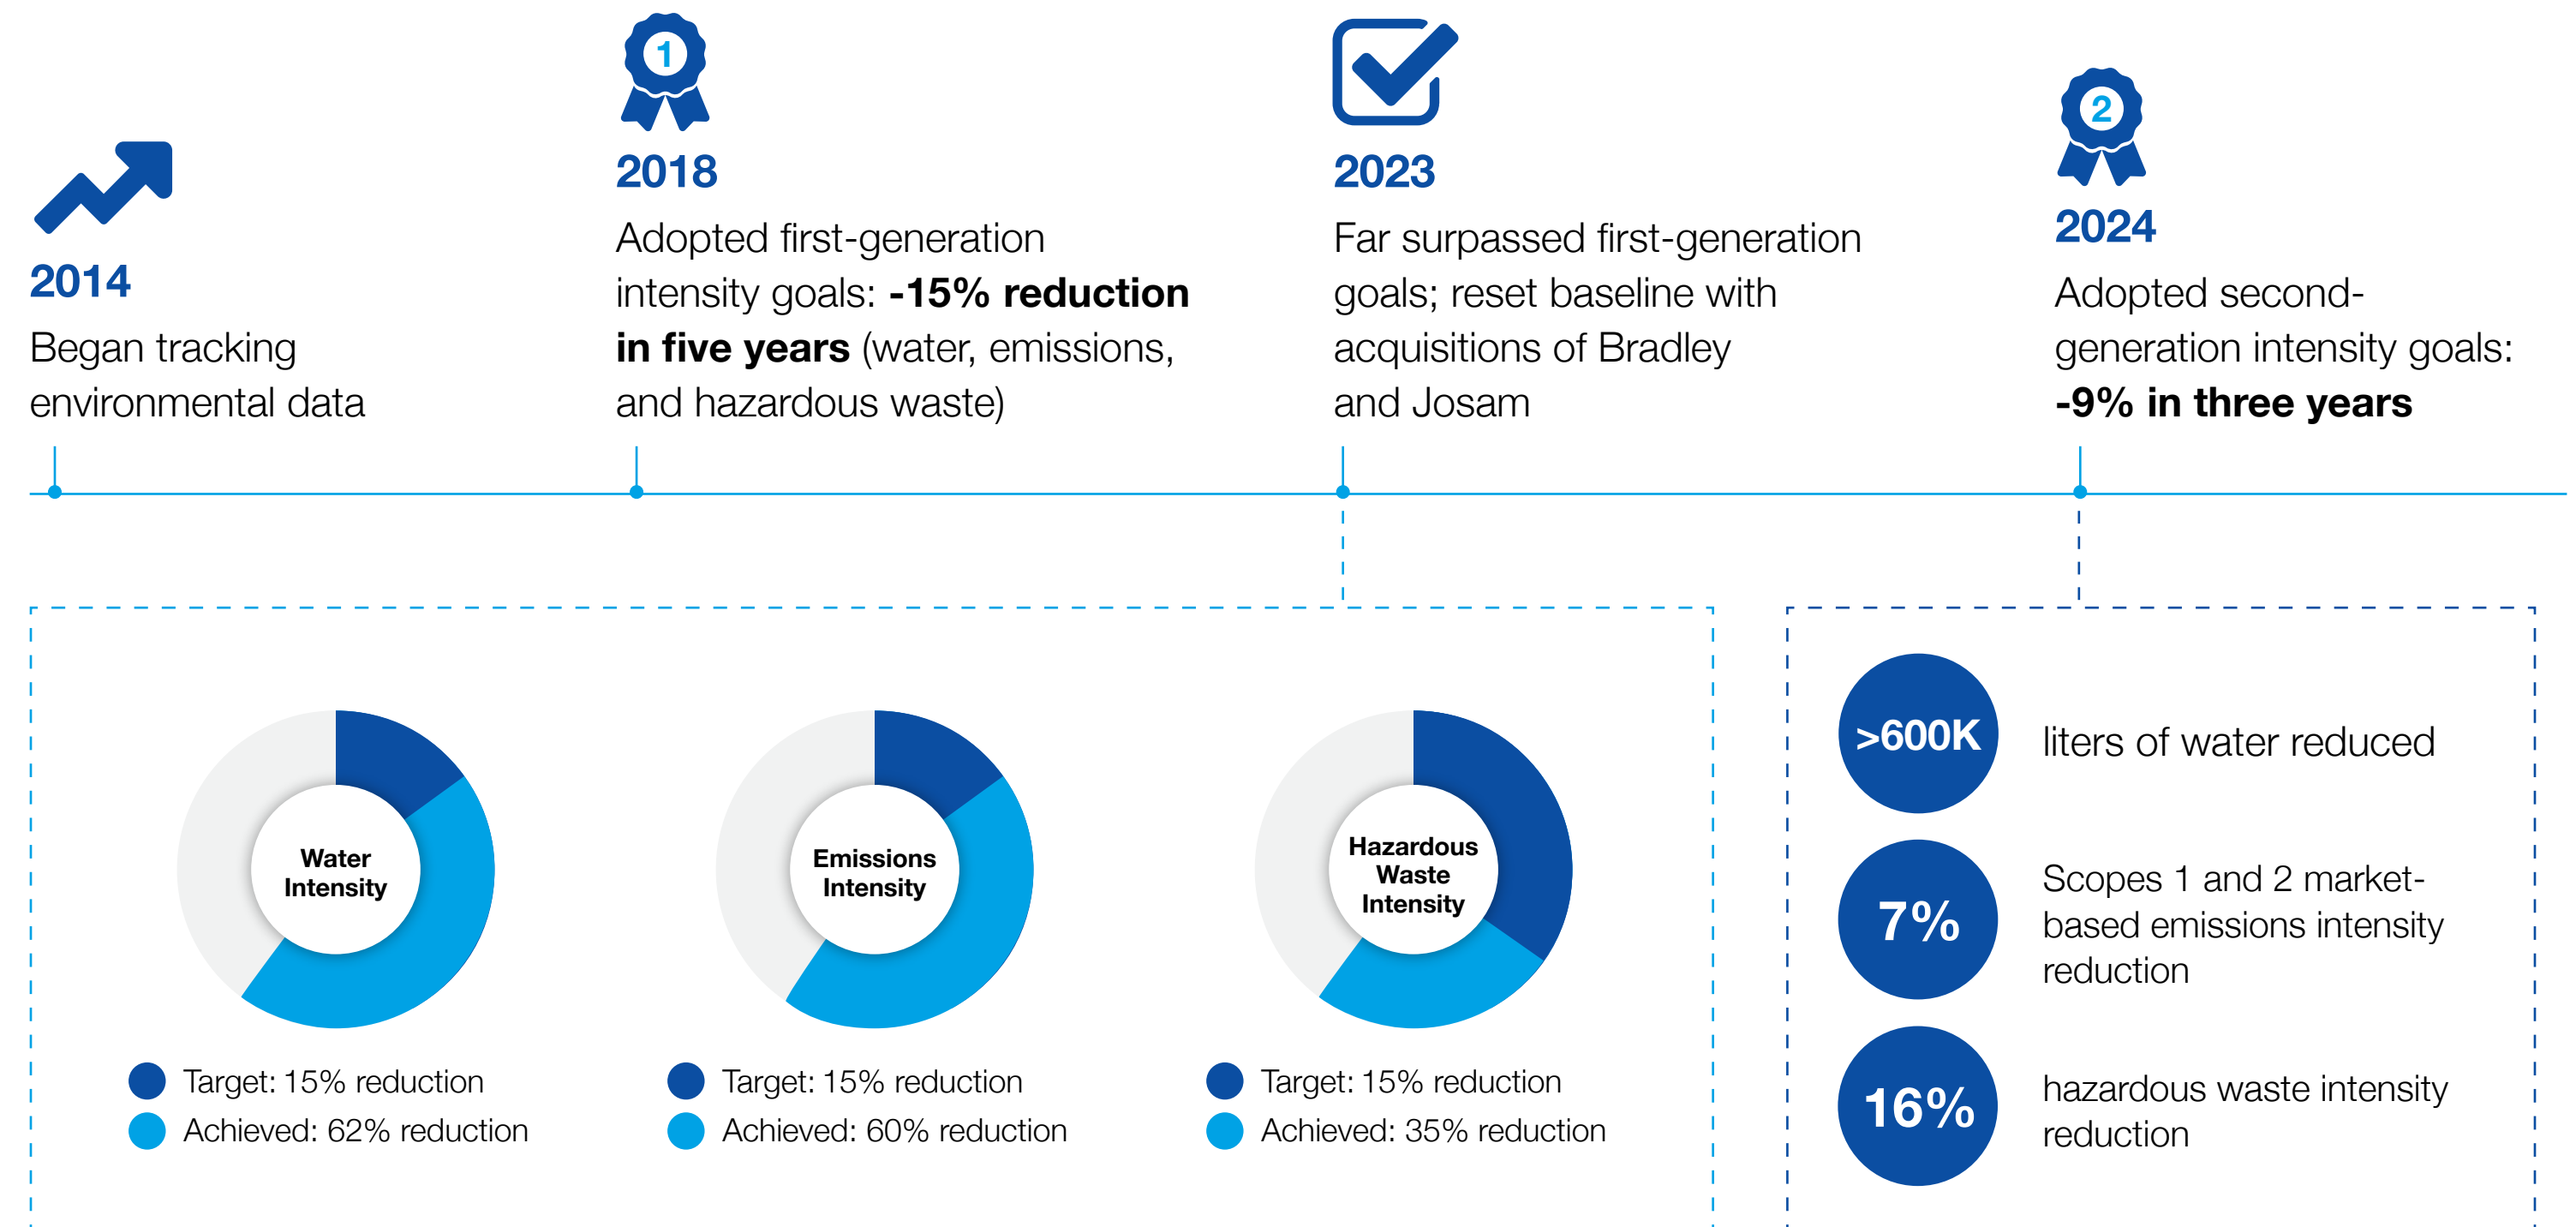 2014
Began tracking
environmental data
1
2018
Adopted first-generation
intensity goals: -15% reduction
in five years (water, emissions,
and hazardous waste)
2023
Far surpassed first-generation
goals; reset baseline with
acquisitions of Bradley
and Josam
2
2024
Adopted second-
generation intensity goals:
-9% in three years
Water
Intensity
Target: 15% reduction
Achieved: 62% reduction
Emissions
Intensity
Target: 15% reduction
Achieved: 60% reduction
Hazardous
Waste
Intensity
Target: 15% reduction
Achieved: 35% reduction
>600K
liters of water reduced
7%
Scopes 1 and 2 market-
based emissions intensity
reduction
16%
hazardous waste intensity
reduction